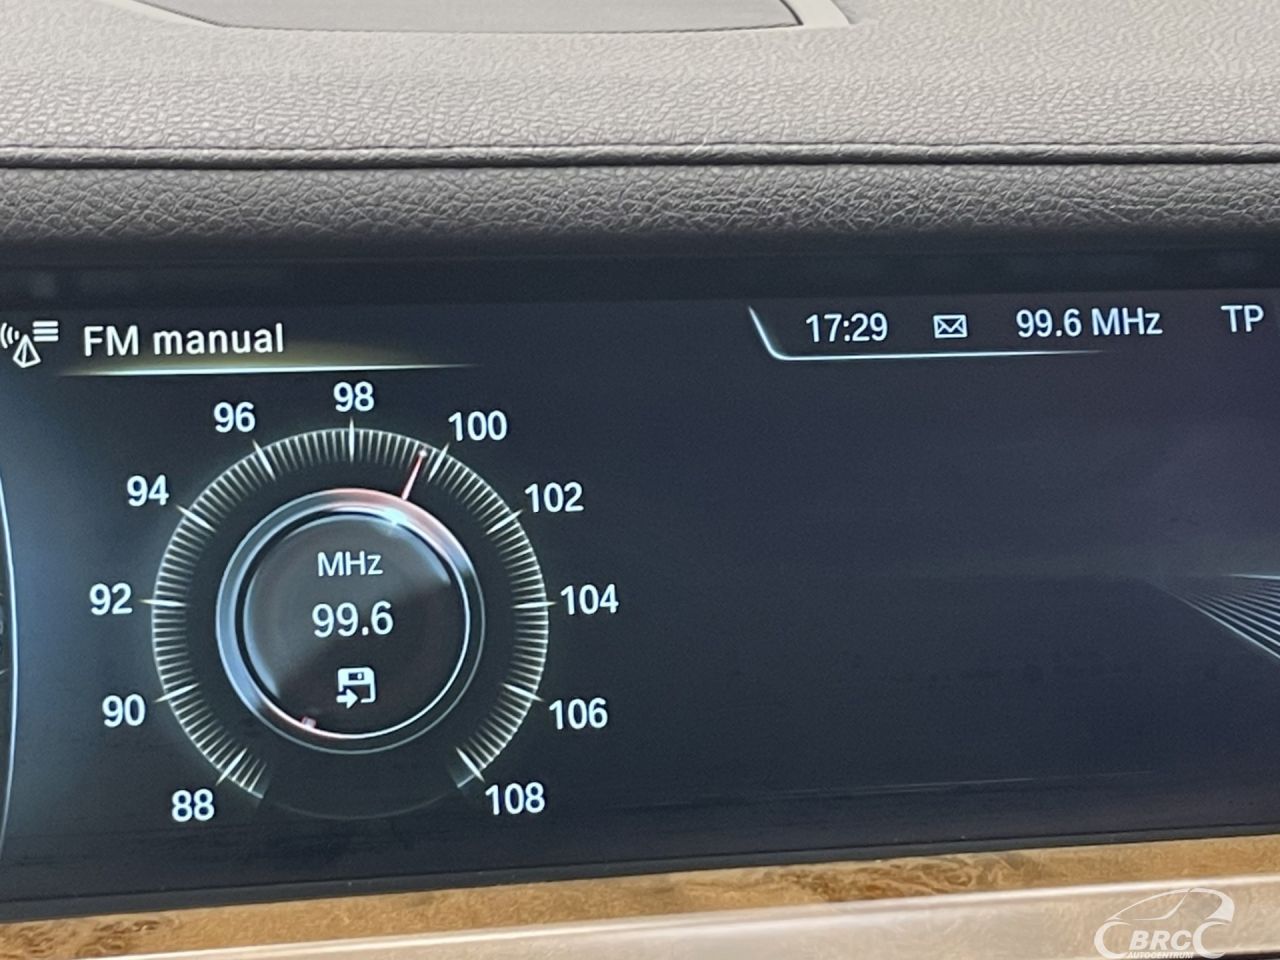 FM manual
17:29
99.6 MHz
TP
98
96
100
94
102
92
104
90
106
88
108
MHz
99.6
BRC
AUTOCENTRUM